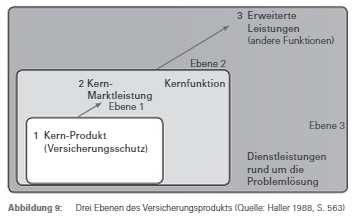 3 Erweiterte
Leistungen
(andere Funktionen)
Ebene 2
2 Kern-
Marktleistung
Kernfunktion
Ebene 1
1 Kern-Produkt
(Versicherungsschutz)
Ebene 3
Dienstleistungen
rund um die
Problemlösung
Abbildung 9: Drei Ebenen des Versicherungsprodukts (Quelle: Haller 1988, S. 563)